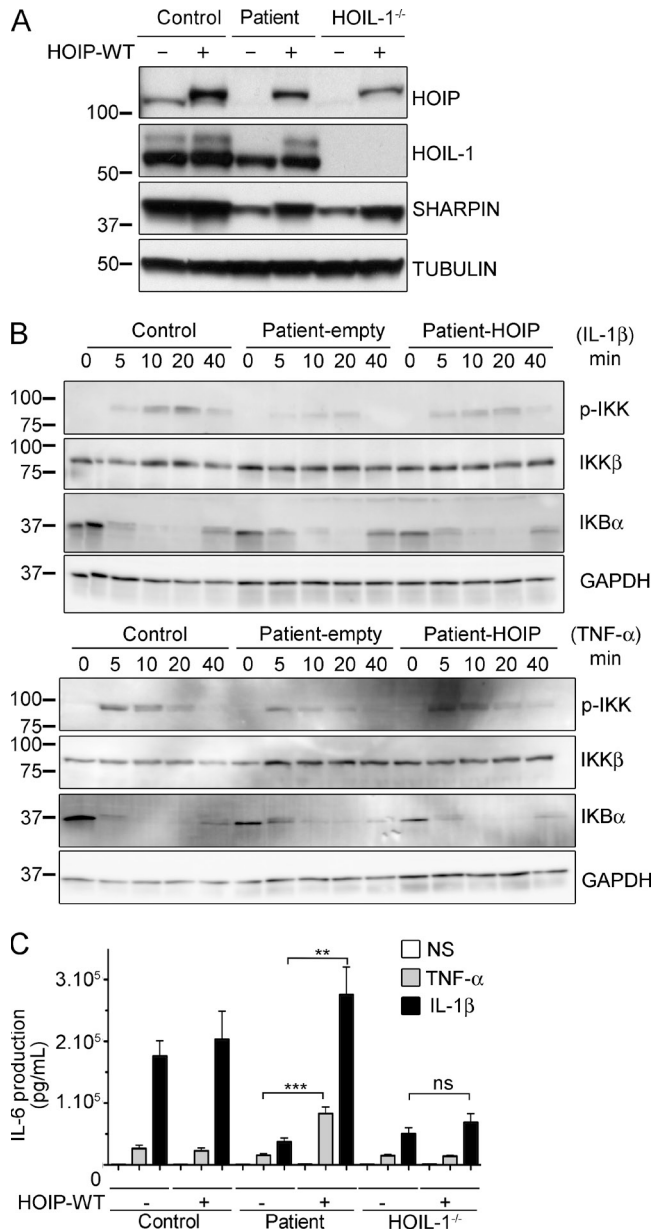 A
Control Patient HOIL-1-/-
HOIP-WT − + − + − +
100 HOIP
50 HOIL-1
37 SHARPIN
50 TUBULIN
B
Control Patient-empty Patient-HOIP (IL-1β)
0 5 10 20 40 0 5 10 20 40 0 5 10 20 40 min
100
75
p-IKK
100
75
IKKβ
37 IKBα
37 GAPDH
Control Patient-empty Patient-HOIP (TNF-α)
0 5 10 20 40 0 5 10 20 40 0 5 10 20 40 min
100
75
p-IKK
100
75
IKKβ
37 IKBα
37 GAPDH
C
NS
TNF-α
IL-1β
IL-6 production
(pg/mL)
3.10⁵
2.10⁵
1.10⁵
0
**
***
ns
HOIP-WT - + - + - +
Control Patient HOIL-1-/-